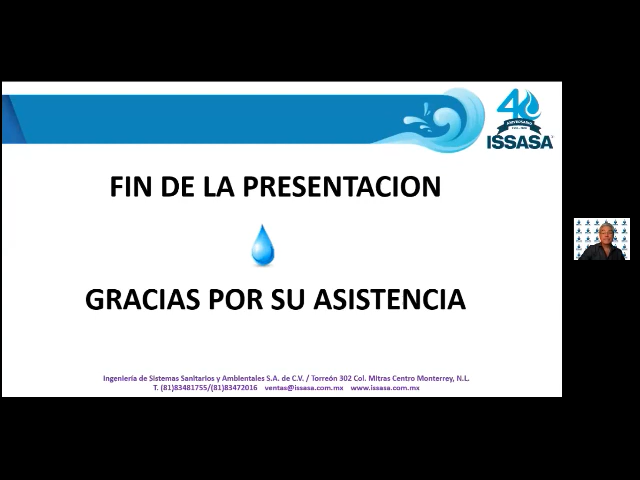 40
ANIVERSARIO
ISSASA
FIN DE LA PRESENTACION
GRACIAS POR SU ASISTENCIA
Ingeniería de Sistemas Sanitarios y Ambientales S.A. de C.V. / Torreón 302 Col. Mitras Centro Monterrey, N.L.
T. (81)83481755/(81)83472016 ventas@issasa.com.mx www.issasa.com.mx